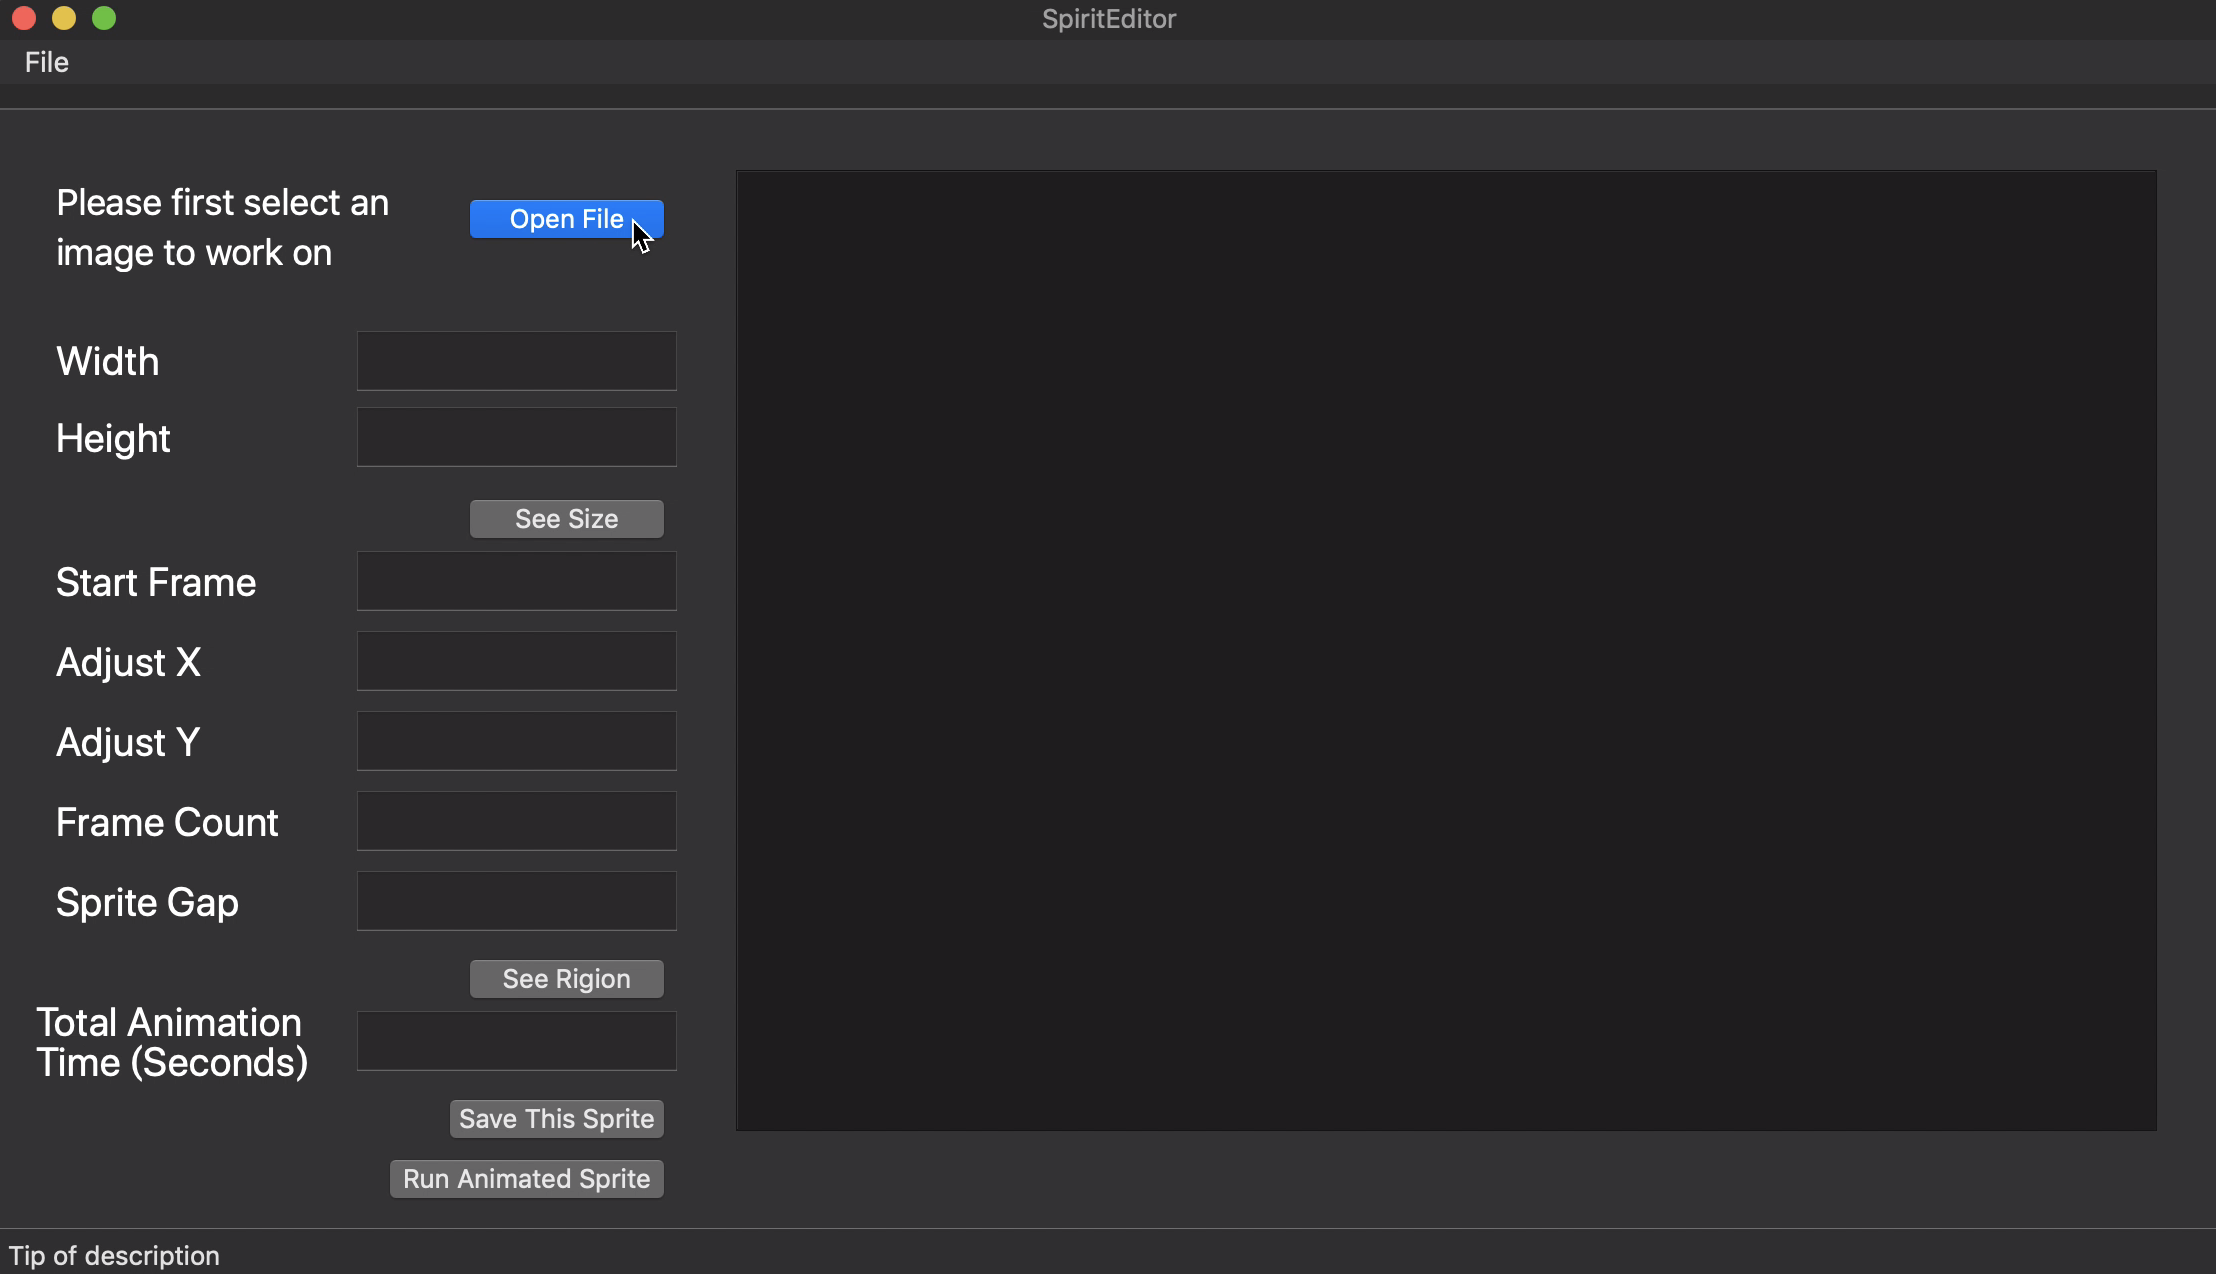 SpiritEditor
File
Please first select an
image to work on
Open File
Width
Height
See Size
Start Frame
Adjust X
Adjust Y
Frame Count
Sprite Gap
See Rigion
Total Animation
Time (Seconds)
Save This Sprite
Run Animated Sprite
Tip of description